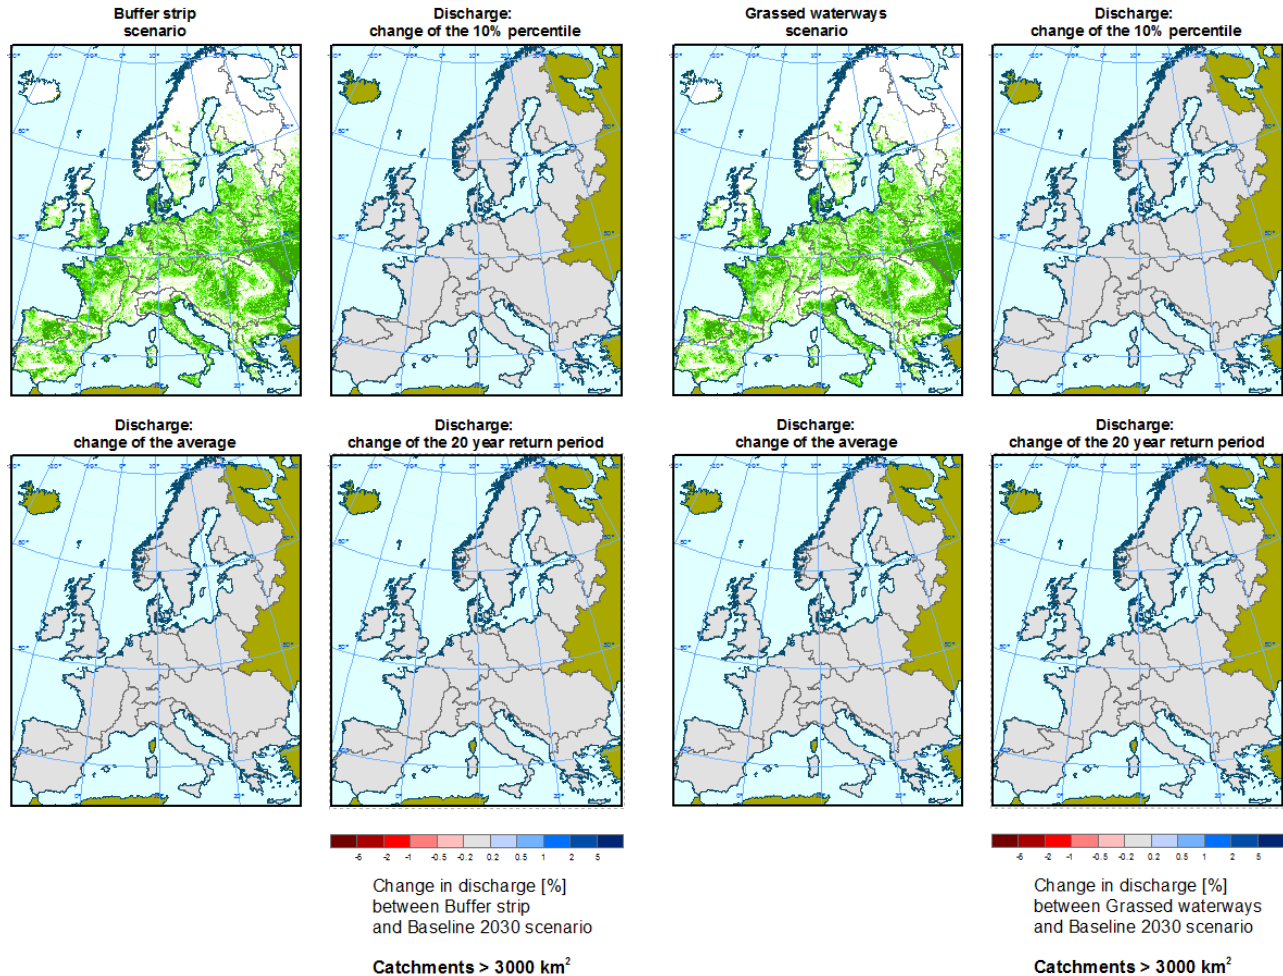 Buffer strip
scenario
Discharge:
change of the 10% percentile
Grassed waterways
scenario
Discharge:
change of the 10% percentile
Discharge:
change of the average
Discharge:
change of the 20 year return period
Discharge:
change of the average
Discharge:
change of the 20 year return period
-5 -2 -1 -0.5 -0.2 0.2 0.5 1 2 5
Change in discharge [%]
between Buffer strip
and Baseline 2030 scenario
Catchments > 3000 km²
-5 -2 -1 -0.5 -0.2 0.2 0.5 1 2 5
Change in discharge [%]
between Grassed waterways
and Baseline 2030 scenario
Catchments > 3000 km²